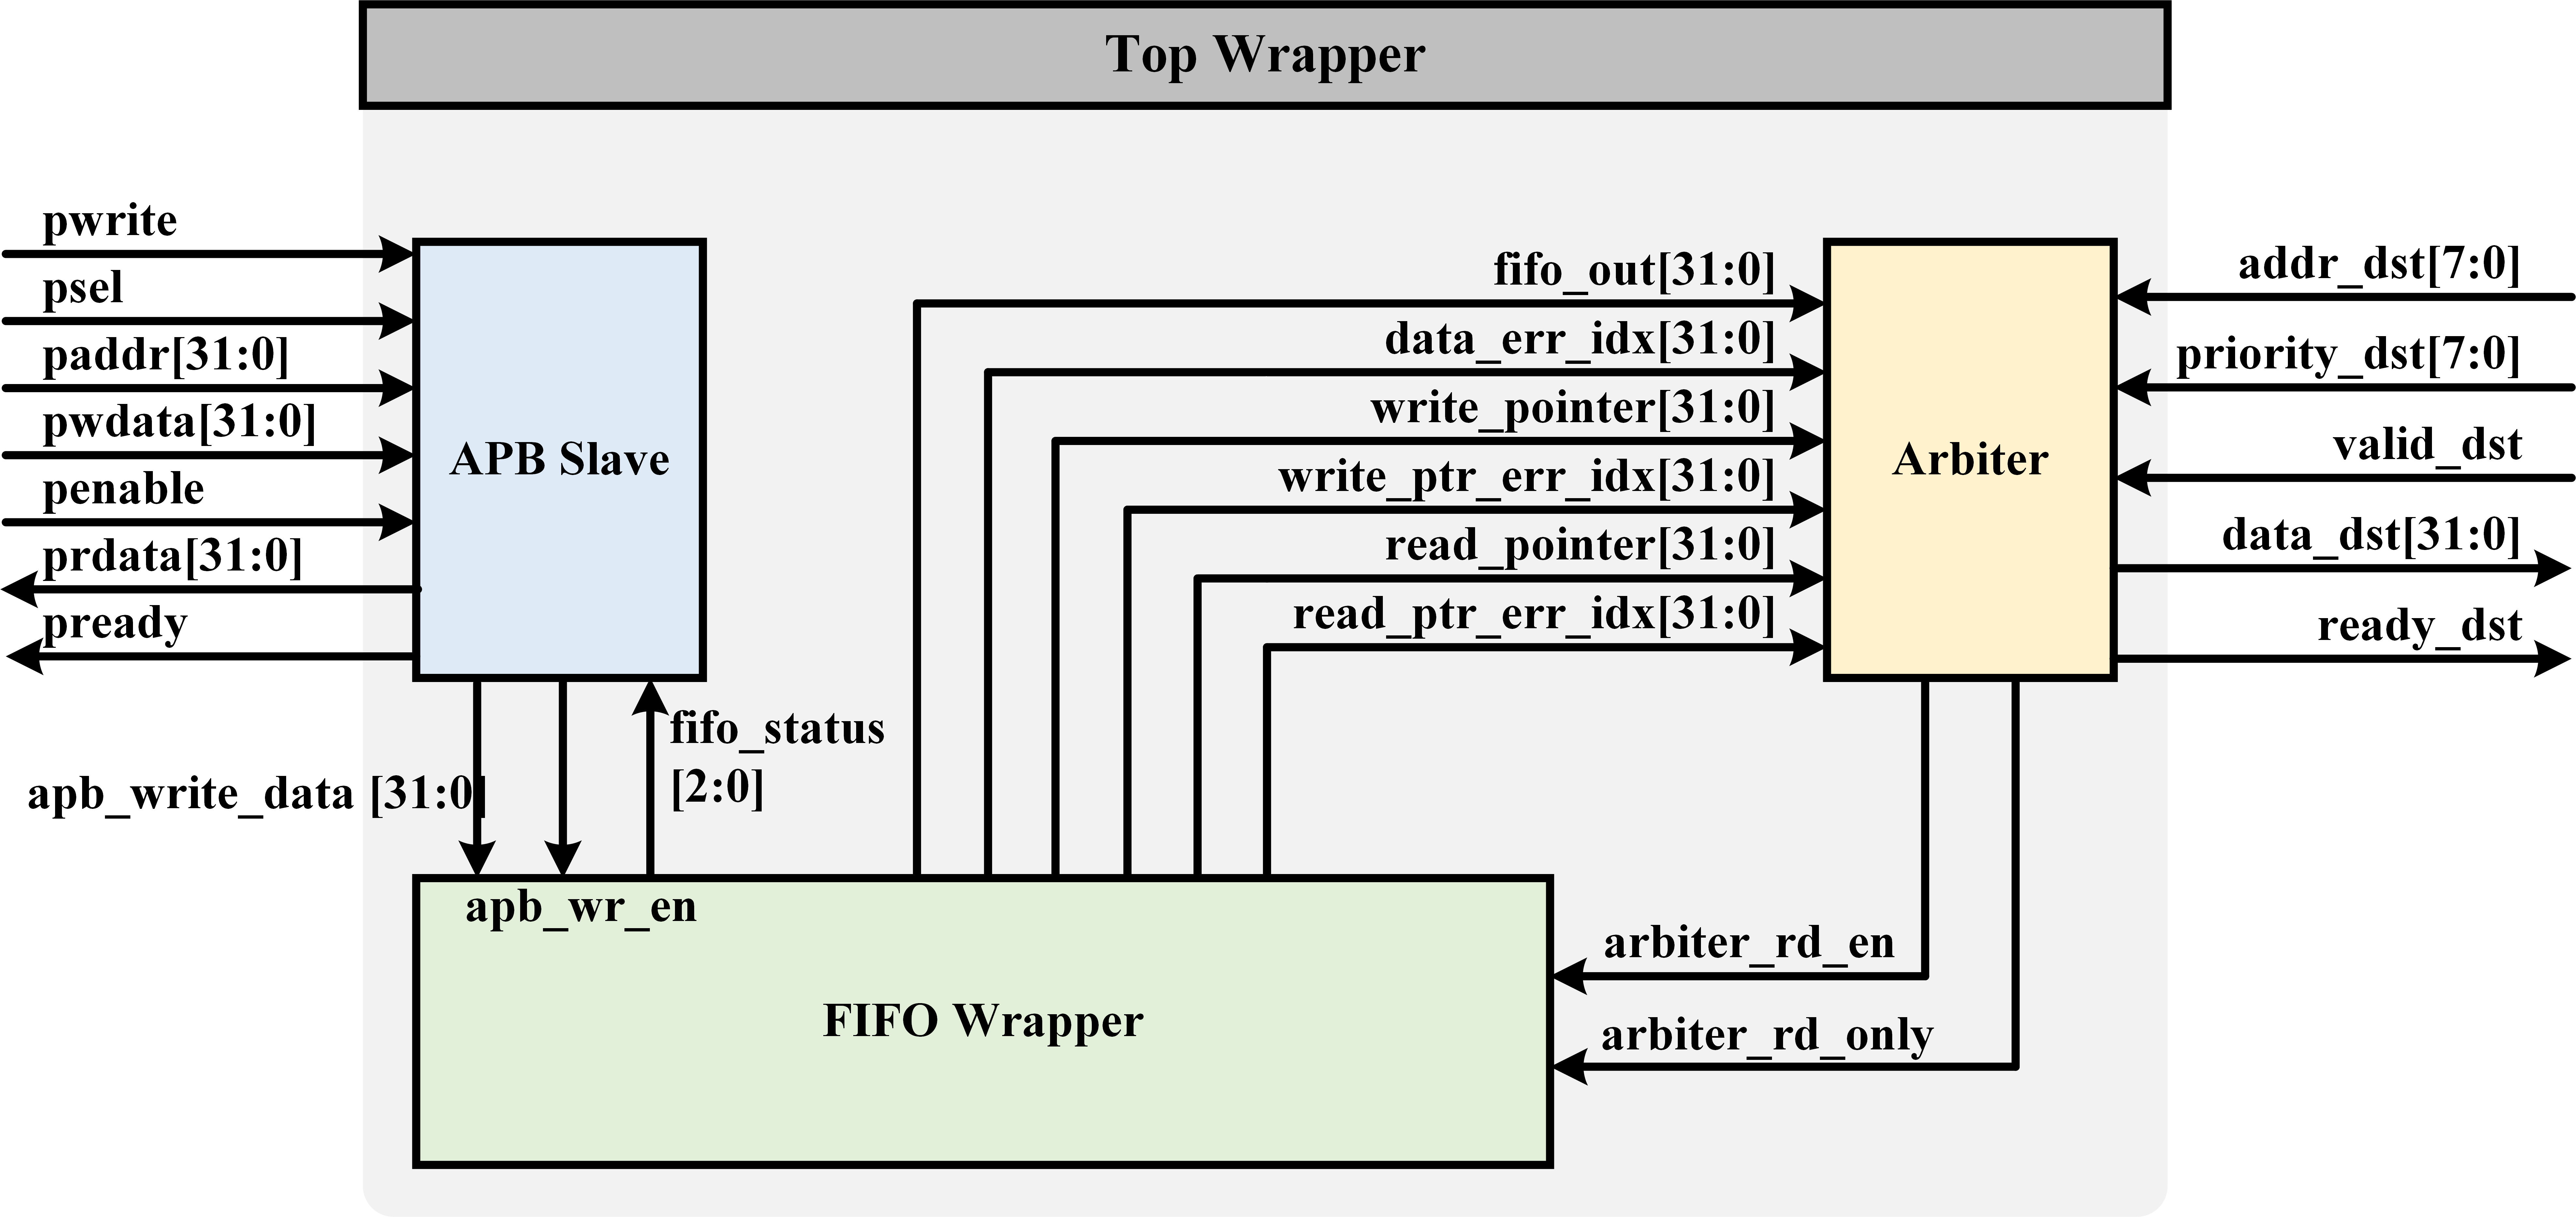 Top Wrapper
pwrite
psel
paddr[31:0]
pwdata[31:0]
penable
prdata[31:0]
pready
APB Slave
fifo_out[31:0]
data_err_idx[31:0]
write_pointer[31:0]
write_ptr_err_idx[31:0]
read_pointer[31:0]
read_ptr_err_idx[31:0]
Arbiter
addr_dst[7:0]
priority_dst[7:0]
valid_dst
data_dst[31:0]
ready_dst
fifo_status
[2:0]
apb_write_data [31:0]
apb_wr_en
FIFO Wrapper
arbiter_rd_en
arbiter_rd_only